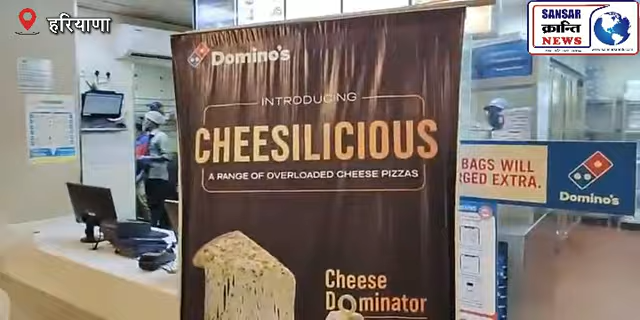 हरियाणा
SANSAR
क्रान्ति
NEWS
Domino's
INTRODUCING
CHEESILICIOUS
A RANGE OF OVERLOADED CHEESE PIZZAS
BAGS WILL
RGED EXTRA.
Domino's
Cheese
Dominator